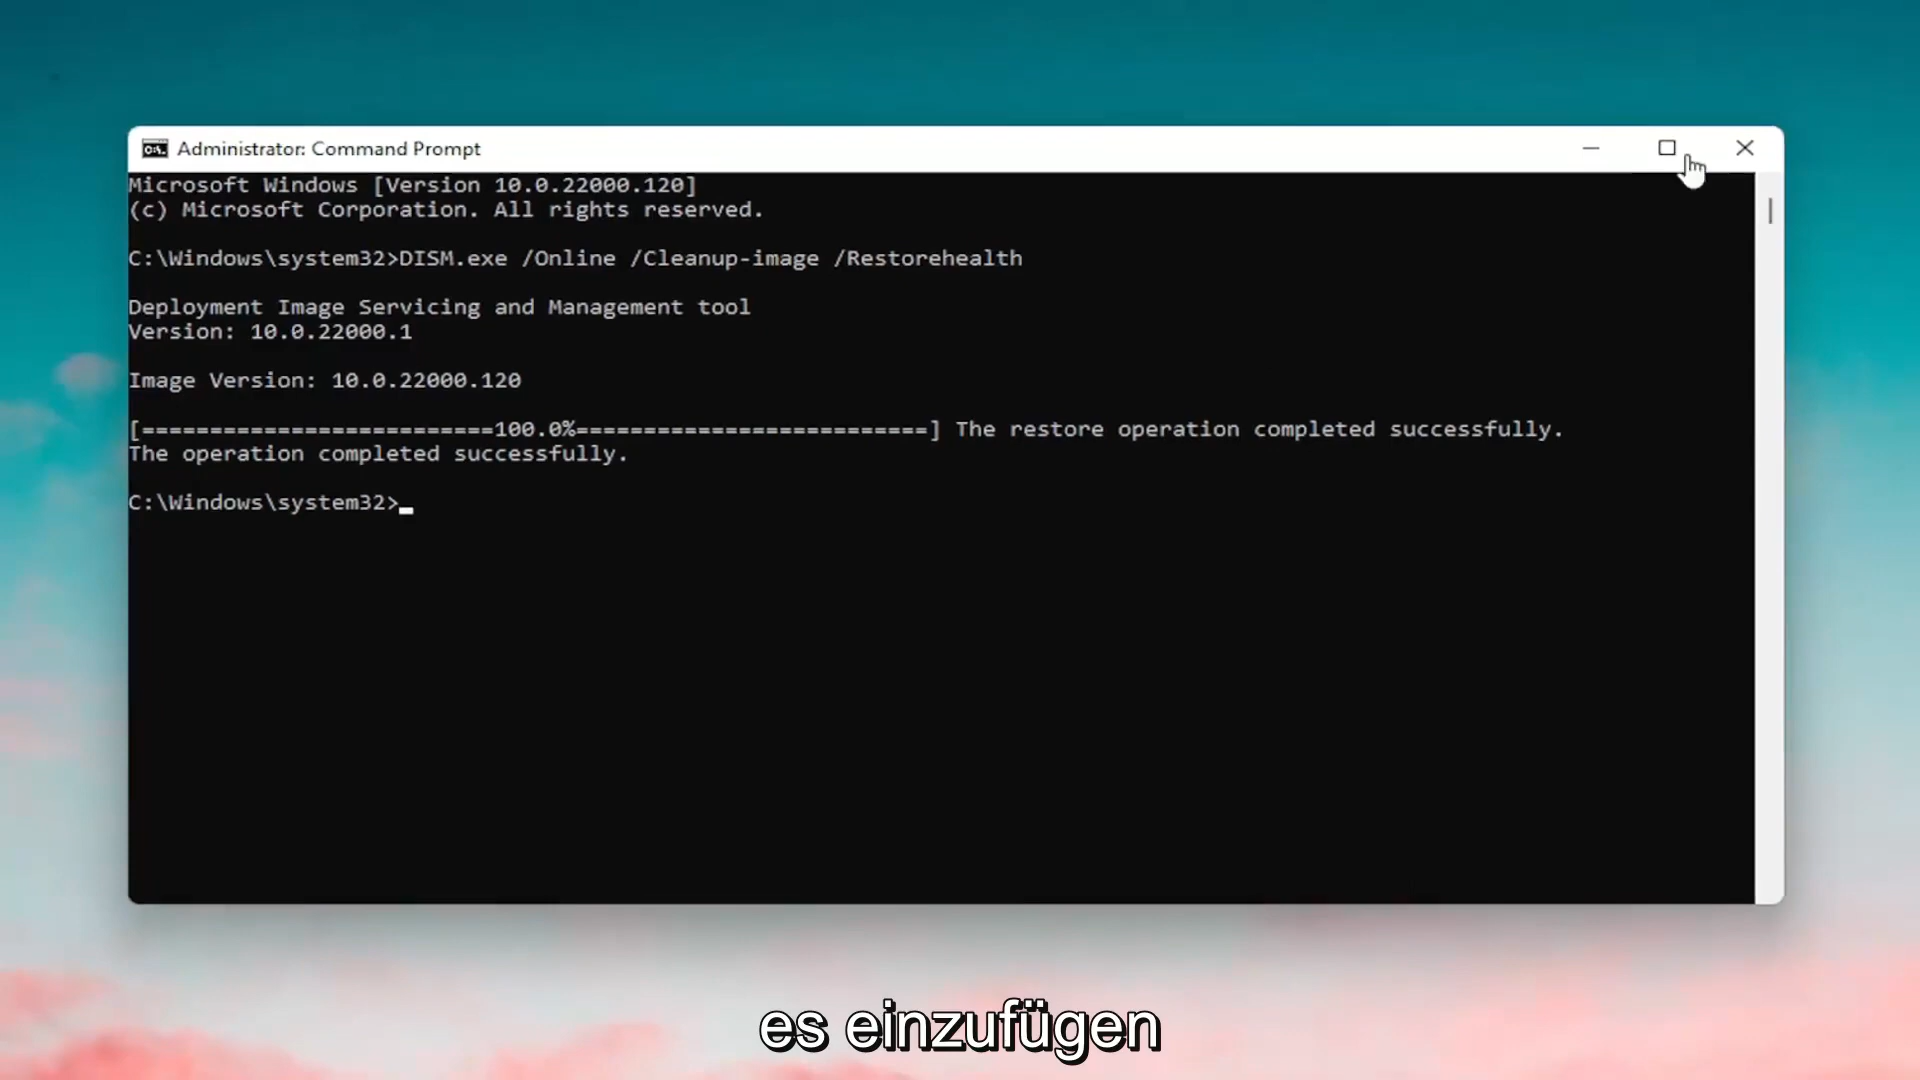 Administrator: Command Prompt
Microsoft Windows [Version 10.0.22000.120]
(c) Microsoft Corporation. All rights reserved.
C:\Windows\system32>DISM.exe /Online /Cleanup-image /Restorehealth
Deployment Image Servicing and Management tool
Version: 10.0.22000.1
Image Version: 10.0.22000.120
[==========================100.0%==========================] The restore operation completed successfully.
The operation completed successfully.
C:\Windows\system32>_
es einzufügen